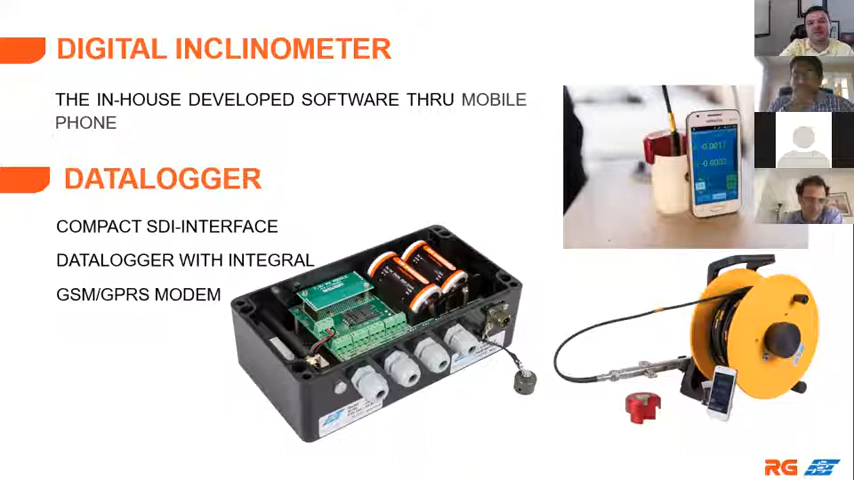 DIGITAL INCLINOMETER
THE IN-HOUSE DEVELOPED SOFTWARE THRU MOBILE
PHONE
DATALOGGER
COMPACT SDI-INTERFACE
DATALOGGER WITH INTEGRAL
GSM/GPRS MODEM
RG